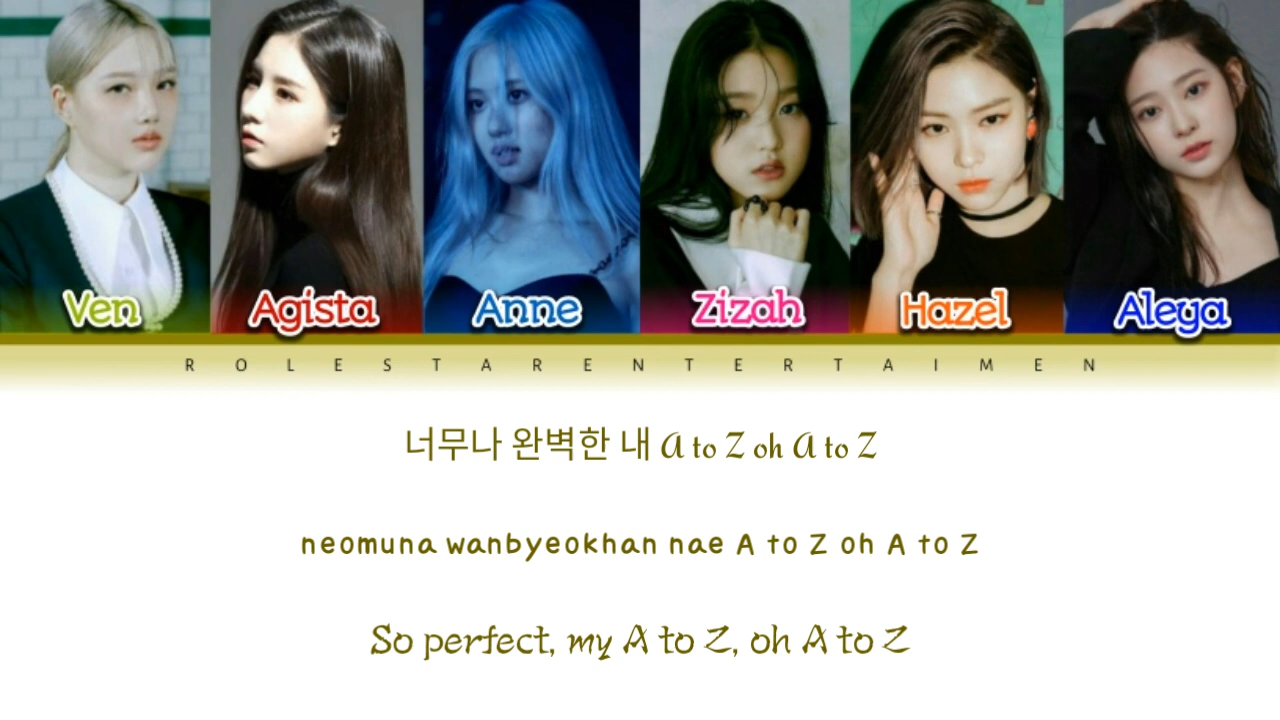 Ven Agista Anne Zizah Hazel Aleya
ROLESTARENTERTAIMEN
너무나 완벽한 내 A to Z oh A to Z
neomuna wanbyeokhan nae A to Z oh A to Z
So perfect, my A to Z, oh A to Z